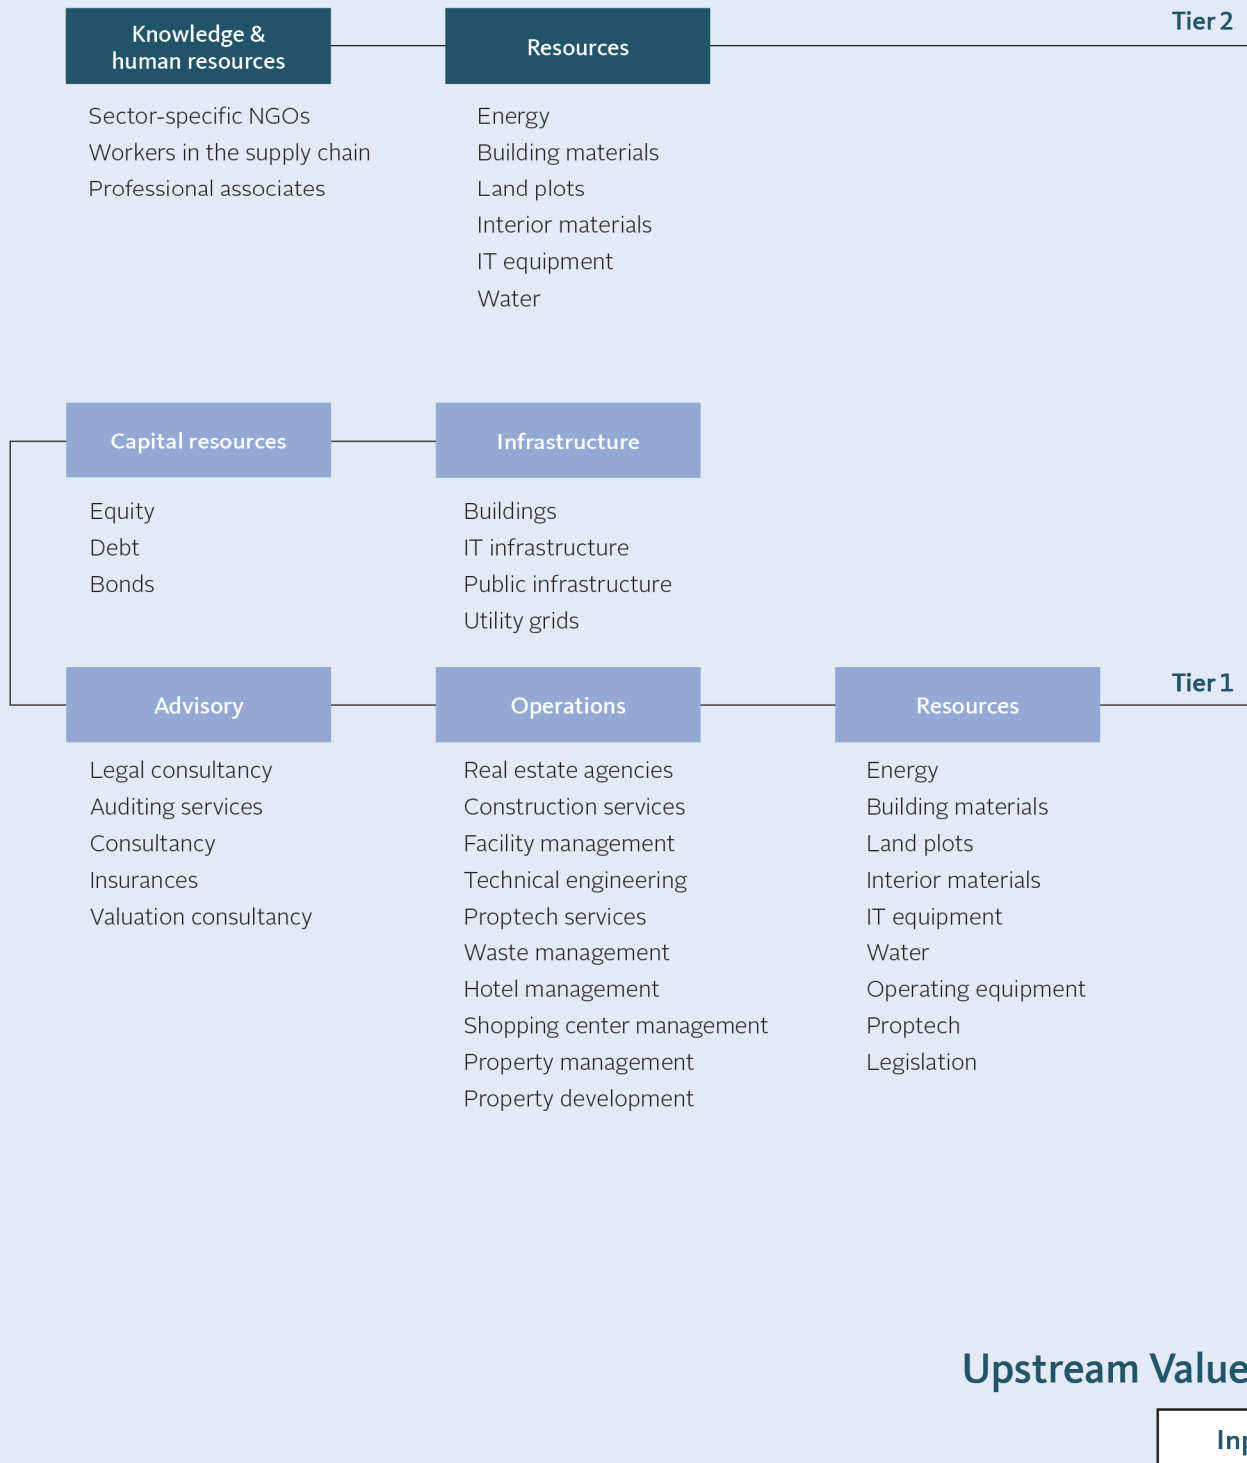 Knowledge &
human resources
Resources
Tier 2
Sector-specific NGOs
Workers in the supply chain
Professional associates
Energy
Building materials
Land plots
Interior materials
IT equipment
Water
Capital resources
Infrastructure
Equity
Debt
Bonds
Buildings
IT infrastructure
Public infrastructure
Utility grids
Advisory
Operations
Resources
Tier 1
Legal consultancy
Auditing services
Consultancy
Insurances
Valuation consultancy
Real estate agencies
Construction services
Facility management
Technical engineering
Proptech services
Waste management
Hotel management
Shopping center management
Property management
Property development
Energy
Building materials
Land plots
Interior materials
IT equipment
Water
Operating equipment
Proptech
Legislation
Upstream Value